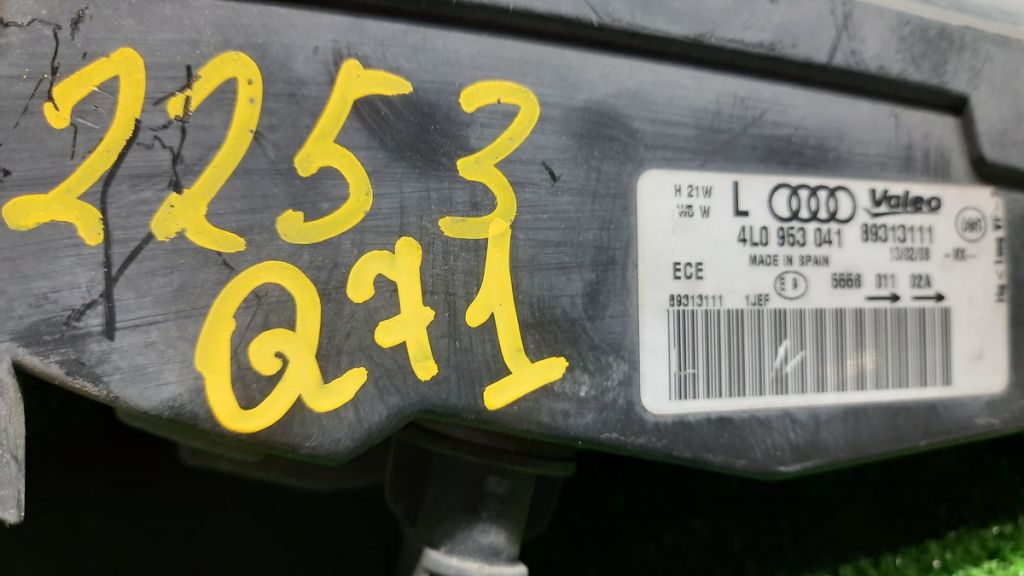 2253
Q71
H 21W
W5 W
L Valeo
4L0 953 041 89313111
MADE IN SPAIN 13/02/08
ECE
E 9
011 02A
89313111 1JEF